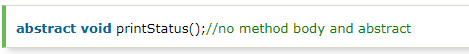 abstract void printStatus();//no method body and abstract